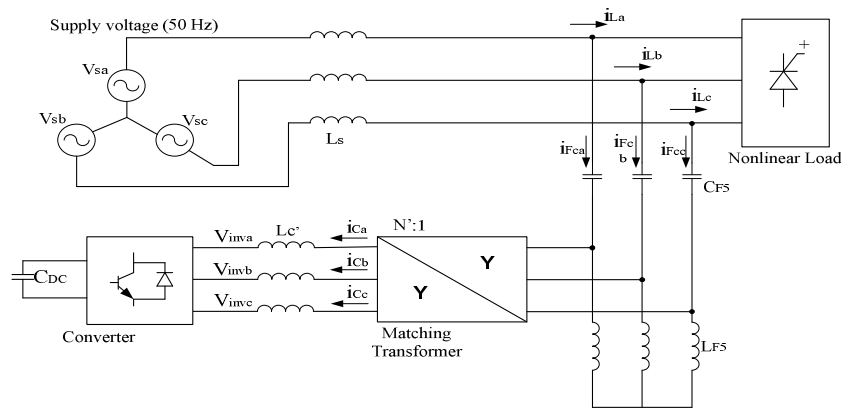 Supply voltage (50 Hz)
Vsa
Vsb
Vsc
Ls
iLa
iLb
iLc
+
Nonlinear Load
iFca
iFc
b
iFcc
CF5
N':1
Y
Y
Matching
Transformer
iCa
iCb
iCc
Lc'
Vinva
Vinvb
Vinvc
CDC
Converter
LF5